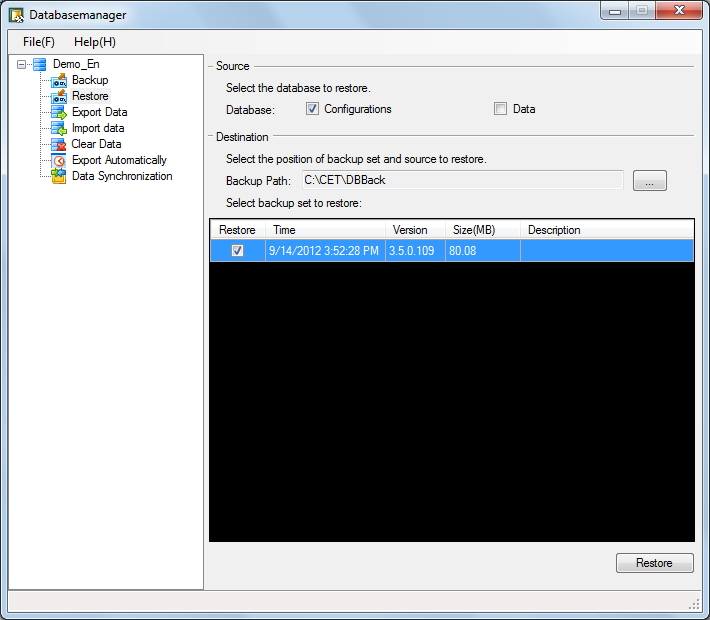 Databasemanager
File(F) Help(H)
Demo_En
Backup
Restore
Export Data
Import data
Clear Data
Export Automatically
Data Synchronization
Source
Select the database to restore.
Database: Configurations Data
Destination
Select the position of backup set and source to restore.
Backup Path: C:\CET\DBBack ...
Select backup set to restore:
Restore Time Version Size(MB) Description
9/14/2012 3:52:28 PM 3.5.0.109 80.08
Restore